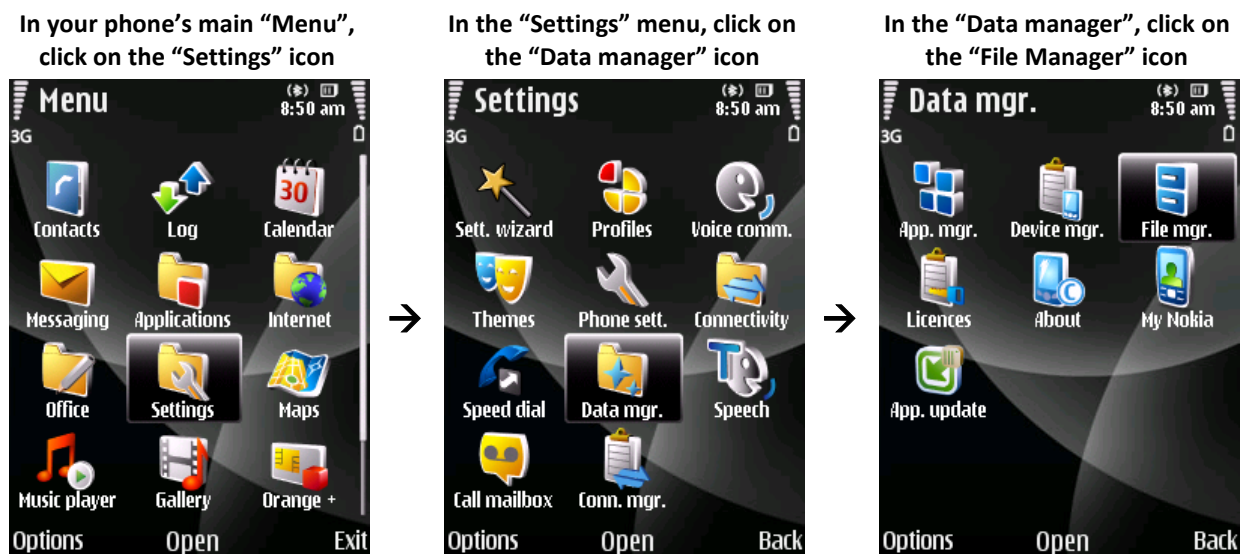 In your phone’s main “Menu”,
click on the “Settings” icon
Menu
8:50 am
3G
30
Contacts Log Calendar
Messaging Applications Internet
Office Settings Maps
Music player Gallery Orange +
Options Open Exit
→
In the “Settings” menu, click on
the “Data manager” icon
Settings
8:50 am
3G
Sett. wizard Profiles Voice comm.
Themes Phone sett. Connectivity
Speed dial Data mgr. Speech
Call mailbox Conn. mgr.
Options Open Back
→
In the “Data manager”, click on
the “File Manager” icon
Data mgr.
8:50 am
3G
App. mgr. Device mgr. File mgr.
Licences About My Nokia
App. update
Options Open Back